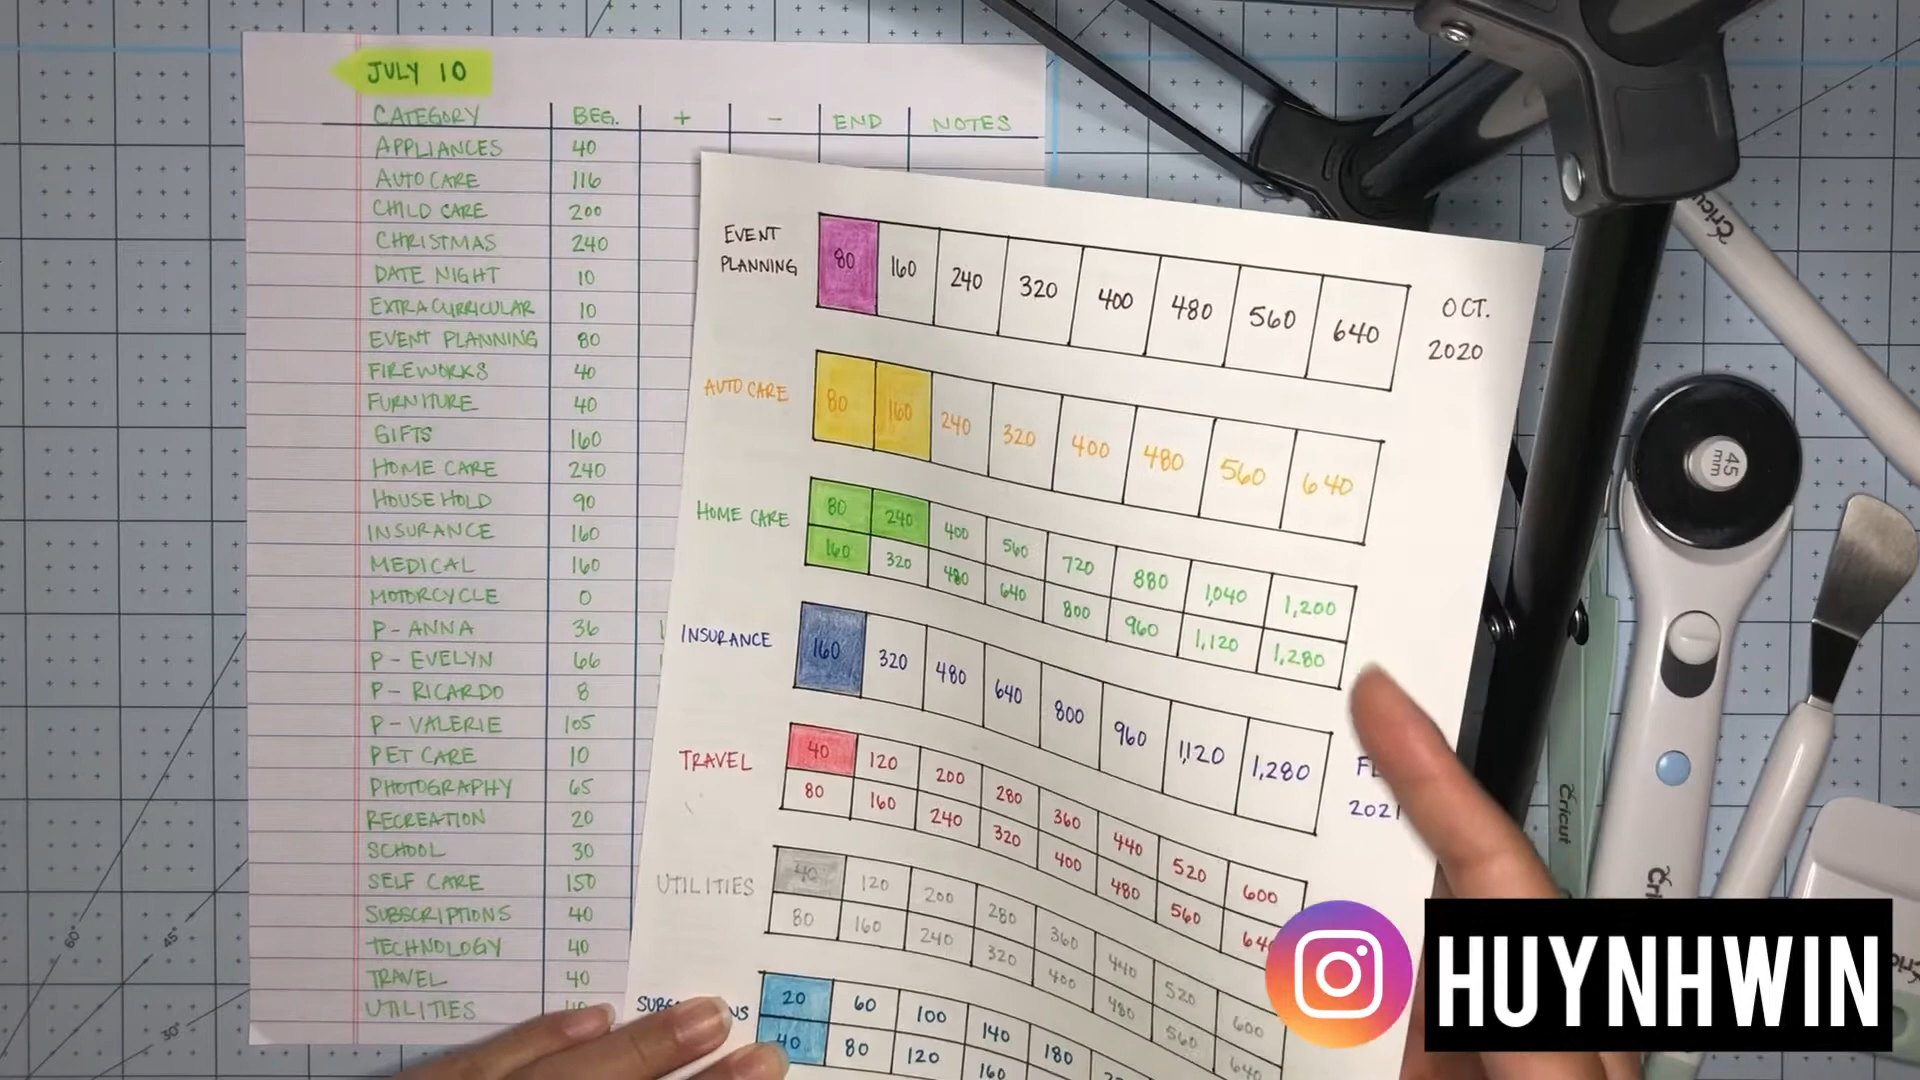 JULY 10
CATEGORY BEG. + - END NOTES
APPLIANCES 40
AUTO CARE 116
CHILD CARE 200
CHRISTMAS 240
DATE NIGHT 10
EXTRACURRICULAR 10
EVENT PLANNING 80
FIREWORKS 40
FURNITURE 40
GIFTS 160
HOME CARE 240
HOUSEHOLD 90
INSURANCE 160
MEDICAL 160
MOTORCYCLE 0
P - ANNA 36
P - EVELYN 66
P - RICARDO 8
P - VALERIE 105
PET CARE 10
PHOTOGRAPHY 65
RECREATION 20
SCHOOL 30
SELF CARE 150
SUBSCRIPTIONS 40
TECHNOLOGY 40
TRAVEL 40
UTILITIES
EVENT
PLANNING
80 160 240 320 400 480 560 640
OCT.
2020
AUTO CARE
80 160 240 320 400 480 560 640
HOME CARE
80 240 400 560 720 880 1,040 1,200
160 320 480 640 800 960 1,120 1,280
INSURANCE
160 320 480 640 800 960 1,120 1,280
2021
TRAVEL
40 120 200 280 360 440 520 600
80 160 240 320 400 480 560
UTILITIES
40 120 200 280 360 440 520 600
80 160 240 320 400 480 560 640
20 60 100 140 180
40 80 120 160
45
mm
Cricut
Cricut
HUYNHWIN